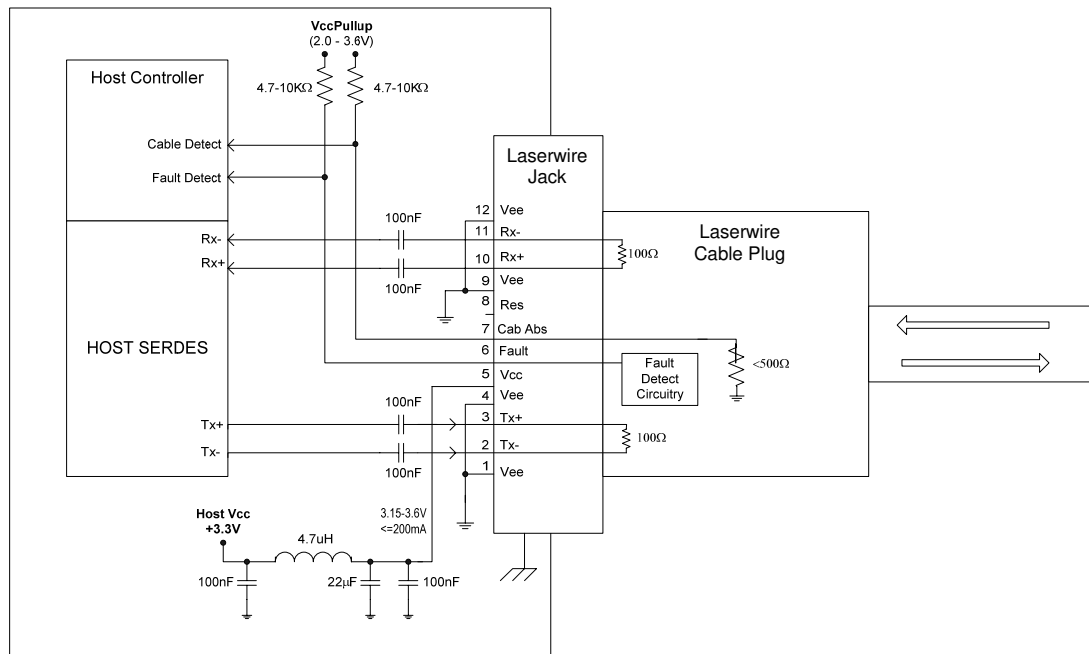 VccPullup
(2.0 - 3.6V)
4.7-10KΩ
4.7-10KΩ
Host Controller
Cable Detect
Fault Detect
Laserwire
Jack
12 Vee
11 Rx-
10 Rx+
9 Vee
8 Res
7 Cab Abs
6 Fault
5 Vcc
4 Vee
3 Tx+
2 Tx-
1 Vee
100nF
100nF
Rx-
Rx+
HOST SERDES
Tx+
Tx-
100nF
100nF
Laserwire
Cable Plug
100Ω
<500Ω
Fault
Detect
Circuitry
100Ω
Host Vcc
+3.3V
4.7uH
3.15-3.6V
<=200mA
100nF
22μF
100nF